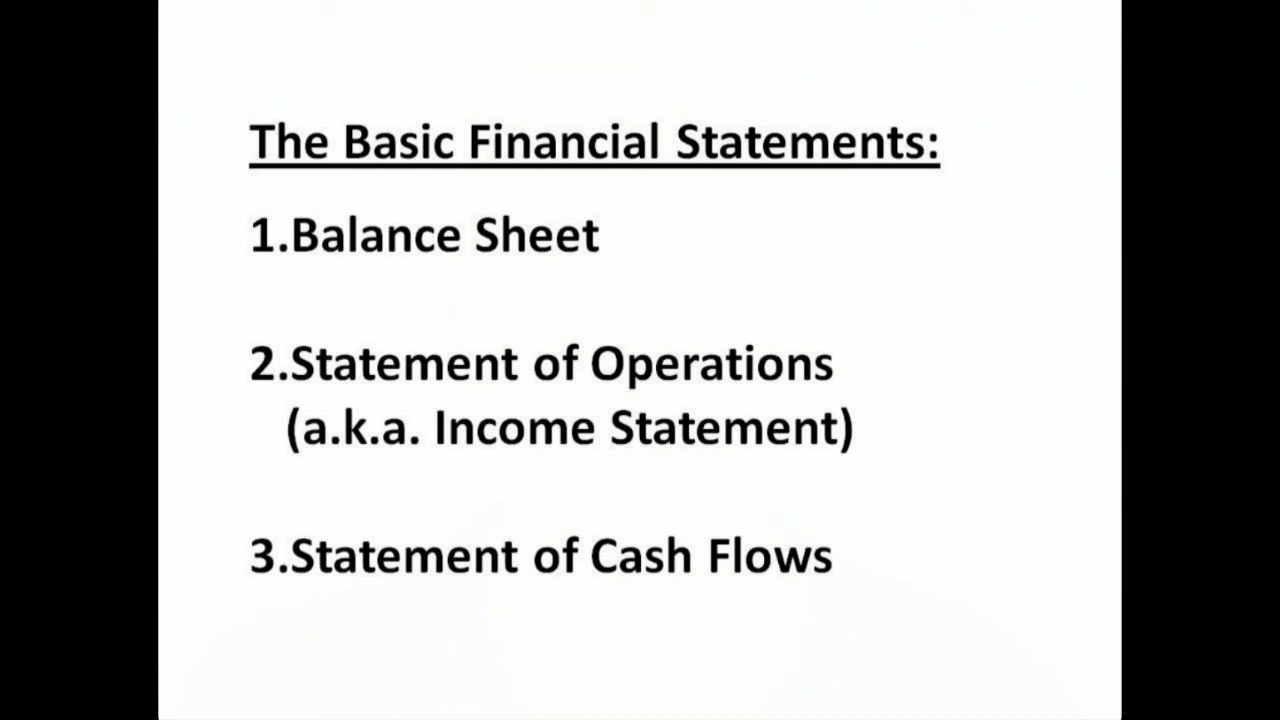 The Basic Financial Statements:
1.Balance Sheet
2.Statement of Operations
(a.k.a. Income Statement)
3.Statement of Cash Flows